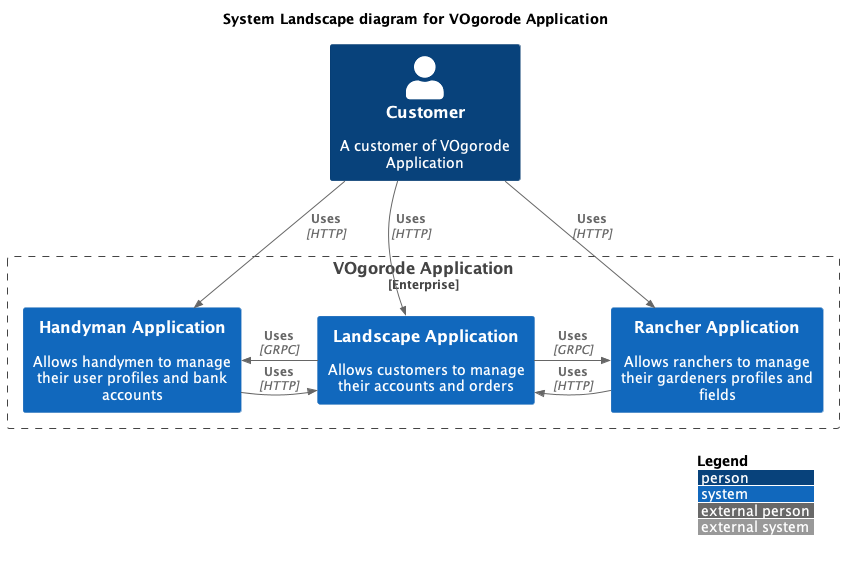 System Landscape diagram for VOgorode Application
Customer
A customer of VOgorode
Application
Uses
[HTTP]
Uses
[HTTP]
Uses
[HTTP]
VOgorode Application
[Enterprise]
Handyman Application
Allows handymen to manage
their user profiles and bank
accounts
Uses
[GRPC]
Uses
[HTTP]
Landscape Application
Allows customers to manage
their accounts and orders
Uses
[GRPC]
Uses
[HTTP]
Rancher Application
Allows ranchers to manage
their gardeners profiles and
fields
Legend
person
system
external person
external system